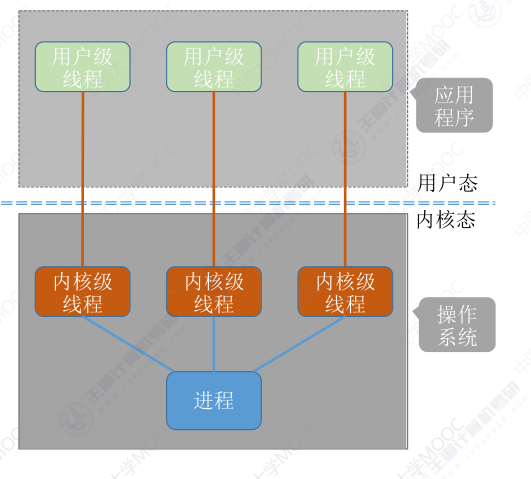 用户级 用户级 用户级
线程 线程 线程
应用
程序
用户态
内核态
内核级 内核级 内核级
线程 线程 线程
操作
系统
进程